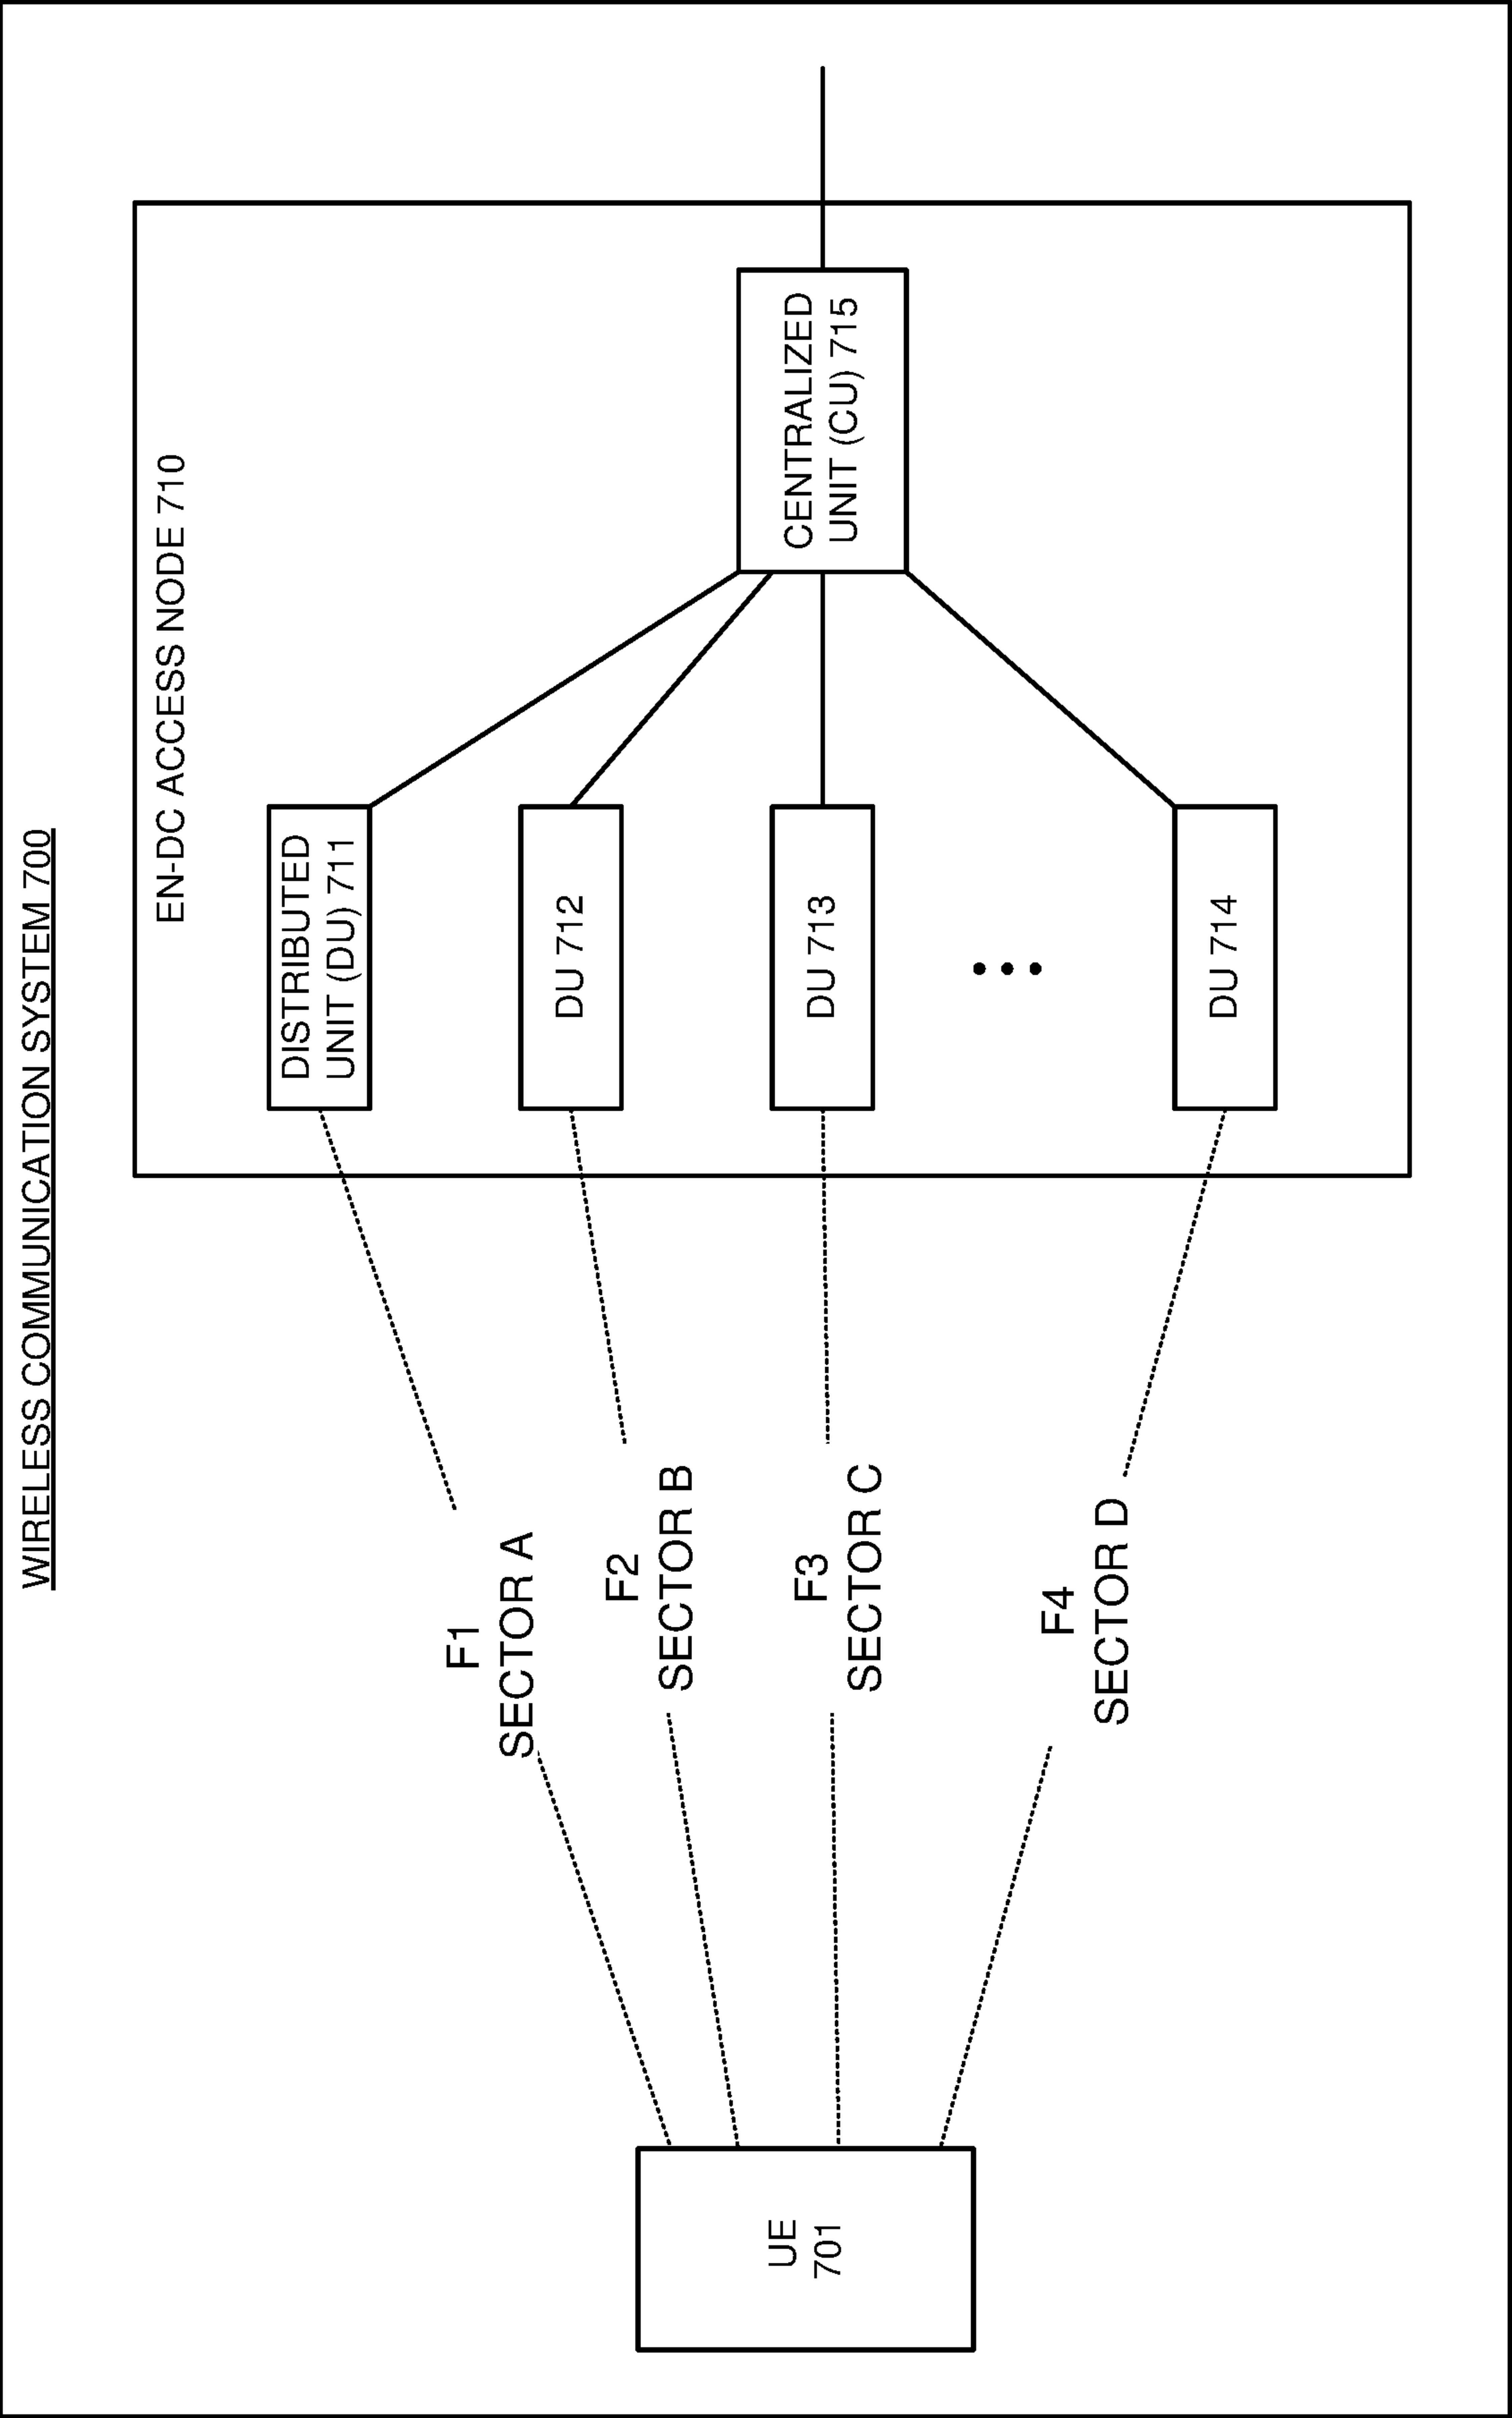 WIRELESS COMMUNICATION SYSTEM 700
EN-DC ACCESS NODE 710
DISTRIBUTED
UNIT (DU) 711
F1
SECTOR A
DU 712
F2
SECTOR B
CENTRALIZED
UNIT (CU) 715
UE
701
F3
SECTOR C
DU 713
F4
SECTOR D
DU 714